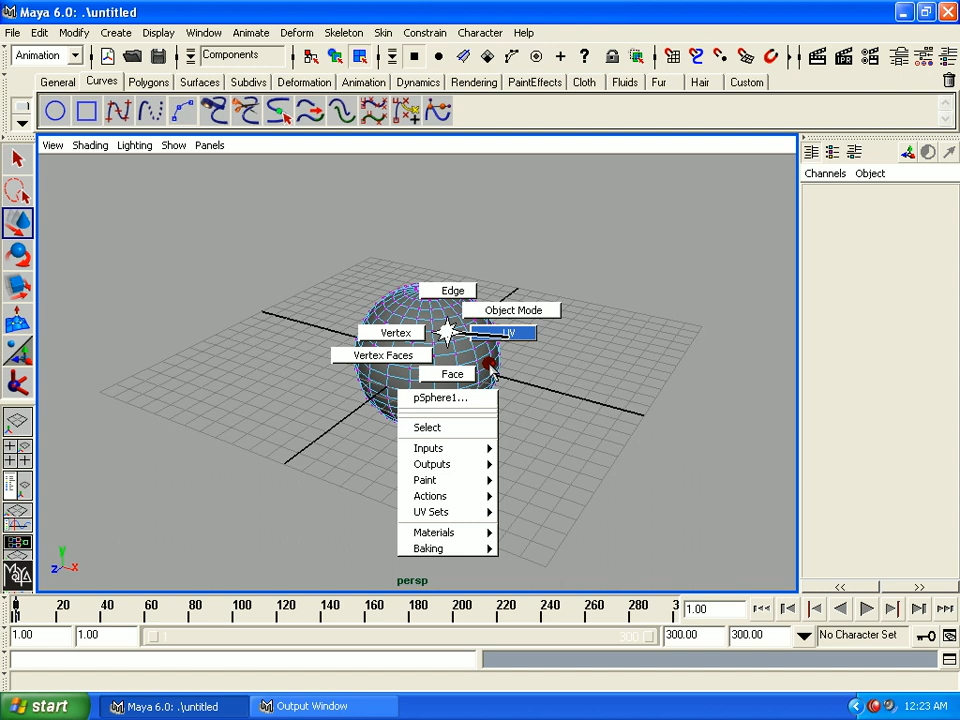 Maya 6.0: .\untitled
File Edit Modify Create Display Window Animate Deform Skeleton Skin Constrain Character Help
Animation Components
General Curves Polygons Surfaces Subdivs Deformation Animation Dynamics Rendering PaintEffects Cloth Fluids Fur Hair Custom
View Shading Lighting Show Panels
Channels Object
Edge
Object Mode
Vertex UV
Vertex Faces
Face
pSphere1...
Select
Inputs
Outputs
Paint
Actions
UV Sets
Materials
Baking
y
z x
persp
MAYA
20 40 60 80 100 120 140 160 180 200 220 240 260 280 3 1.00
1.00 1.00 1 300 300.00 300.00 No Character Set
start Maya 6.0: .\untitled Output Window 12:23 AM